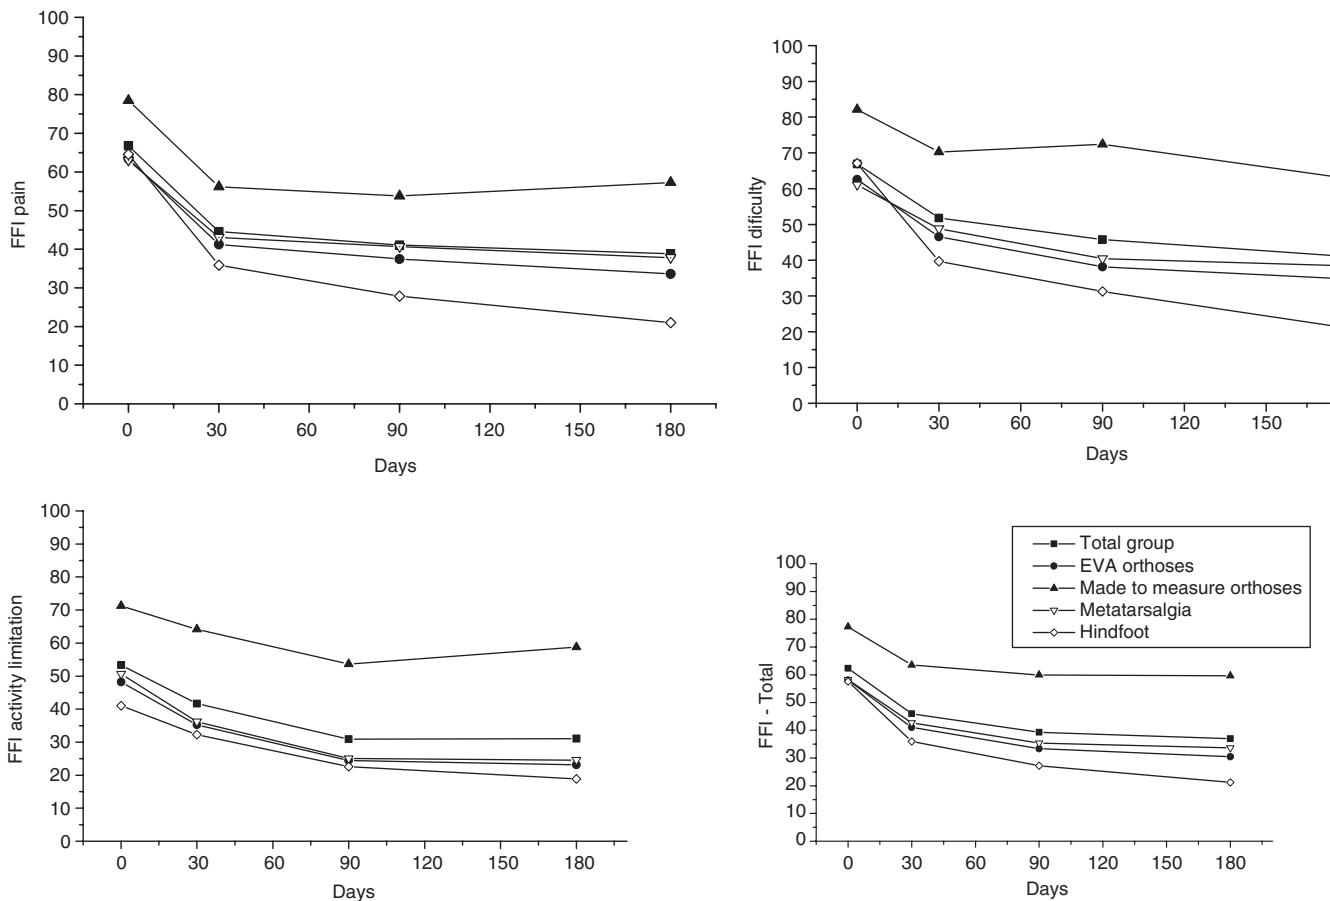 100
90
80
70
60
50
40
30
20
10
0
FFI pain
0 30 60 90 120 150 180
Days
100
90
80
70
60
50
40
30
20
10
0
FFI dificulty
0 30 60 90 120 150
Days
100
90
80
70
60
50
40
30
20
10
0
FFI activity limitation
0 30 60 90 120 150 180
Days
Total group
EVA orthoses
Made to measure orthoses
Metatarsalgia
Hindfoot
100
90
80
70
60
50
40
30
20
10
0
FFI - Total
0 30 60 90 120 150 180
Days